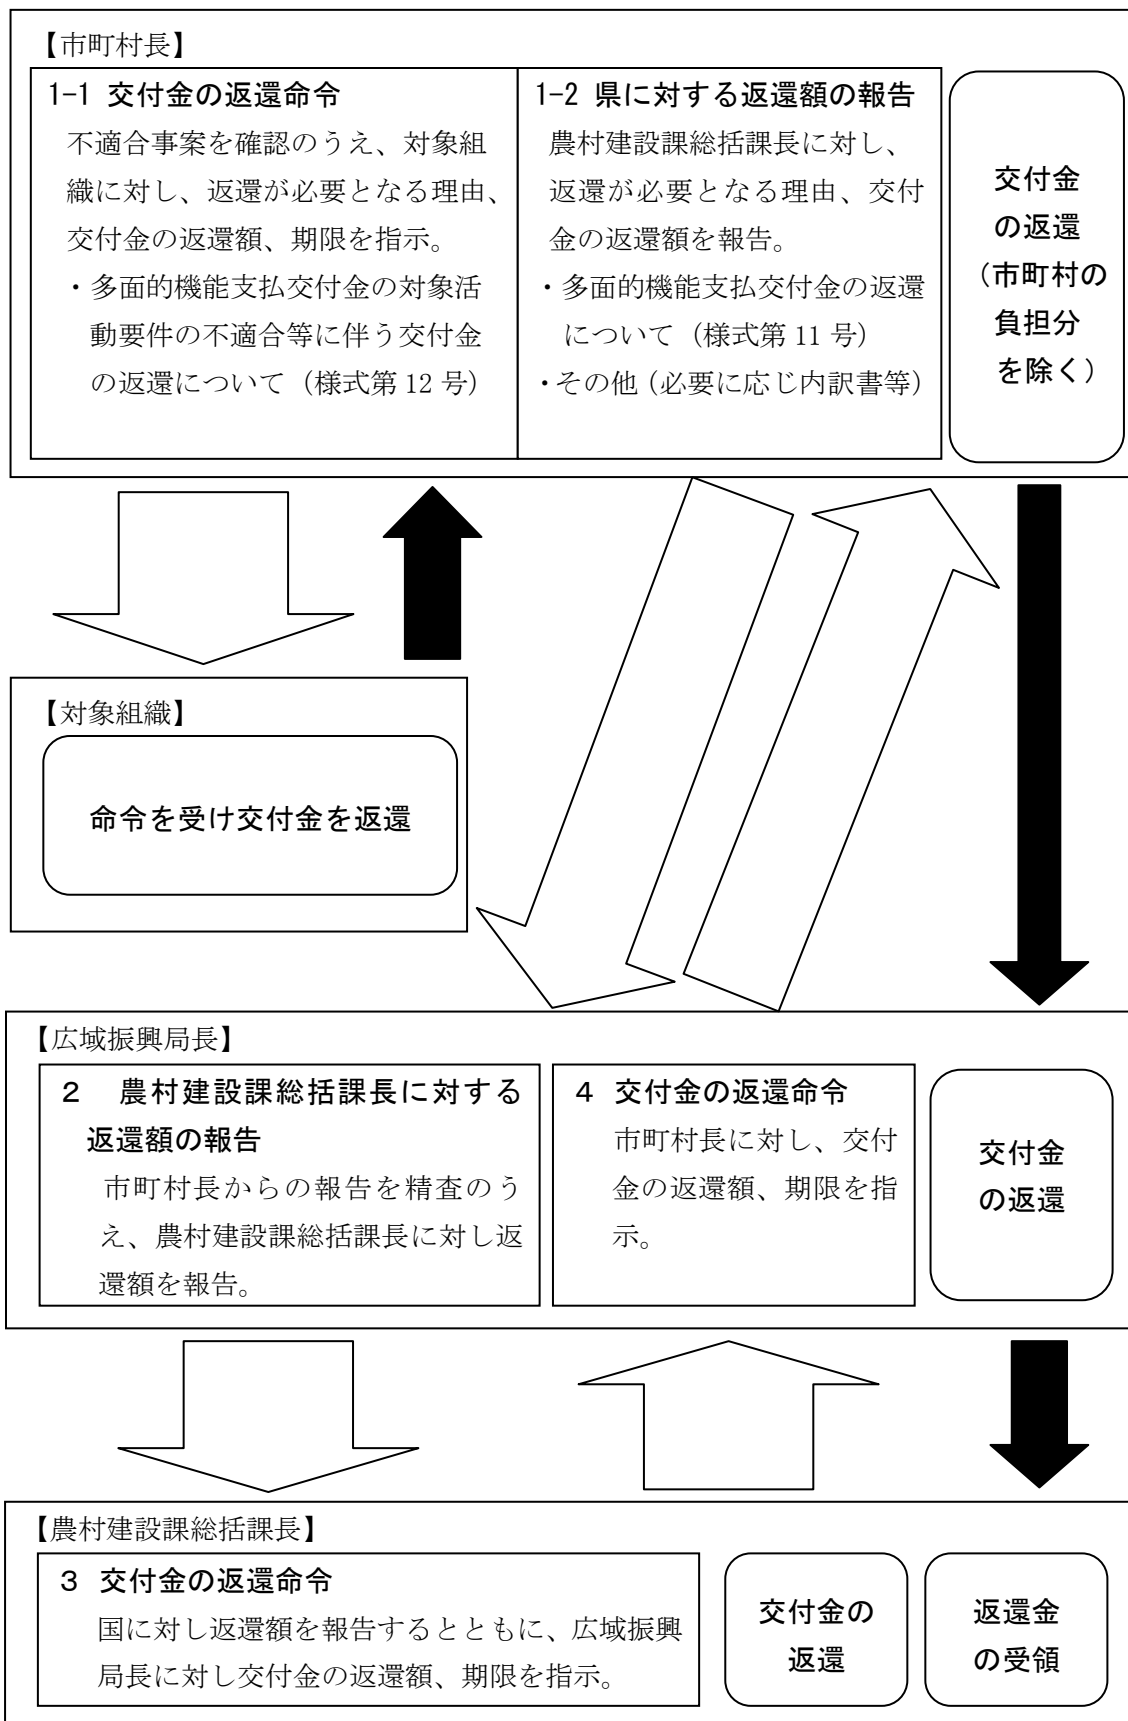 【市町村長】
1-1 交付金の返還命令
不適合事案を確認のうえ、対象組
織に対し、返還が必要となる理由、
交付金の返還額、期限を指示。
・多面的機能支払交付金の対象活
動要件の不適合等に伴う交付金
の返還について（様式第 12 号）
1-2 県に対する返還額の報告
農村建設課総括課長に対し、
返還が必要となる理由、交付
金の返還額を報告。
・多面的機能支払交付金の返還
について（様式第 11 号）
・その他（必要に応じ内訳書等）
交付金
の返還
（市町村の
負担分
を除く）
【対象組織】
命令を受け交付金を返還
【広域振興局長】
２　農村建設課総括課長に対する
返還額の報告
市町村長からの報告を精査のう
え、農村建設課総括課長に対し返
還額を報告。
４ 交付金の返還命令
市町村長に対し、交付
金の返還額、期限を指
示。
交付金
の返還
【農村建設課総括課長】
３ 交付金の返還命令
国に対し返還額を報告するとともに、広域振興
局長に対し交付金の返還額、期限を指示。
交付金の
返還
返還金
の受領